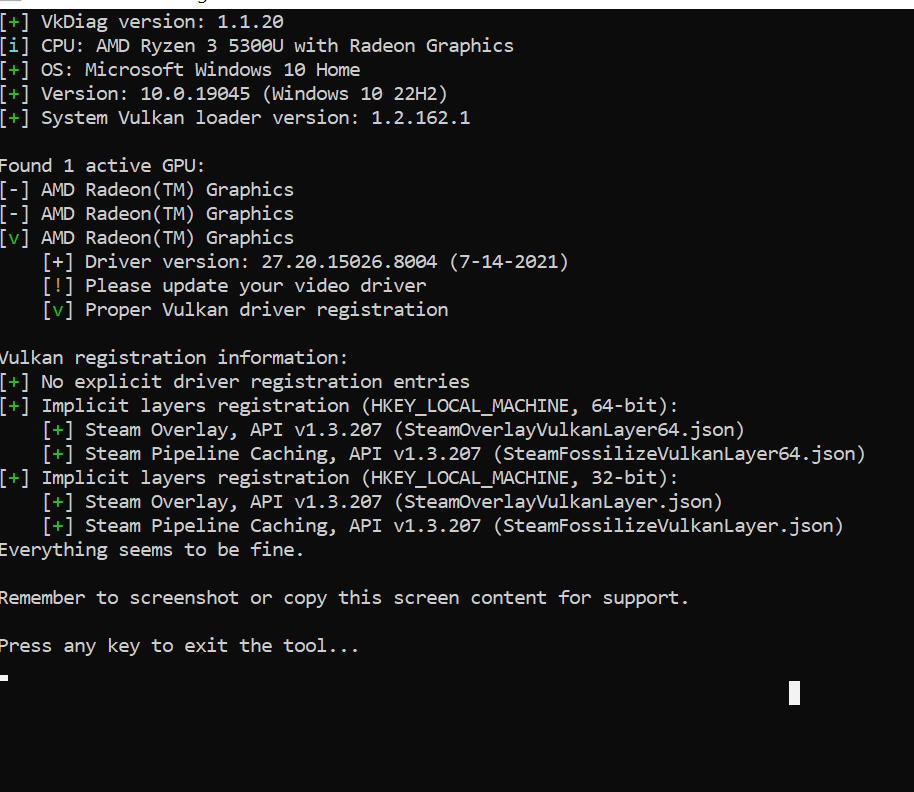 [+] VkDiag version: 1.1.20
[i] CPU: AMD Ryzen 3 5300U with Radeon Graphics
[+] OS: Microsoft Windows 10 Home
[+] Version: 10.0.19045 (Windows 10 22H2)
[+] System Vulkan loader version: 1.2.162.1
Found 1 active GPU:
[-] AMD Radeon(TM) Graphics
[-] AMD Radeon(TM) Graphics
[v] AMD Radeon(TM) Graphics
[+] Driver version: 27.20.15026.8004 (7-14-2021)
[!] Please update your video driver
[v] Proper Vulkan driver registration
Vulkan registration information:
[+] No explicit driver registration entries
[+] Implicit layers registration (HKEY_LOCAL_MACHINE, 64-bit):
[+] Steam Overlay, API v1.3.207 (SteamOverlayVulkanLayer64.json)
[+] Steam Pipeline Caching, API v1.3.207 (SteamFossilizeVulkanLayer64.json)
[+] Implicit layers registration (HKEY_LOCAL_MACHINE, 32-bit):
[+] Steam Overlay, API v1.3.207 (SteamOverlayVulkanLayer.json)
[+] Steam Pipeline Caching, API v1.3.207 (SteamFossilizeVulkanLayer.json)
Everything seems to be fine.
Remember to screenshot or copy this screen content for support.
Press any key to exit the tool...